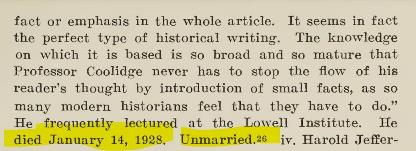 fact or emphasis in the whole article. It seems in fact
the perfect type of historical writing. The knowledge
on which it is based is so broad and so mature that
Professor Coolidge never has to stop the flow of his
reader's thought by introduction of small facts, as so
many modern historians feel that they have to do."
He frequently lectured at the Lowell Institute. He
died January 14, 1928. Unmarried.26 iv. Harold Jeffer-